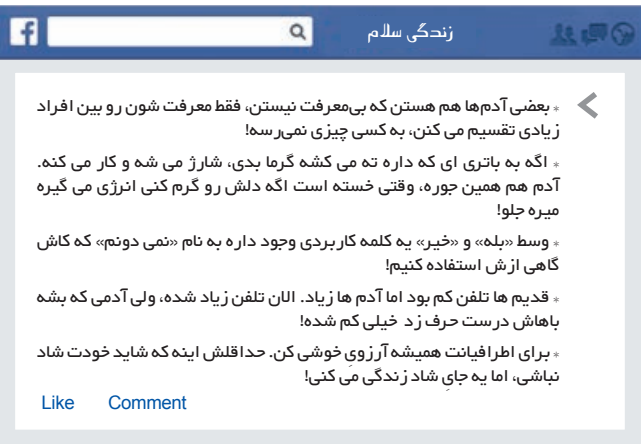 f
زندگی سلام
* بعضی آدم‌ها هم هستن که بی‌معرفت نیستن، فقط معرفت شون رو بین افراد
زیادی تقسیم می کنن، به کسی چیزی نمی‌رسه!
* اگه به باتری ای که داره ته می کشه گرما بدی، شارژ می شه و کار می کنه.
آدم هم همین جوره، وقتی خسته است اگه دلش رو گرم کنی انرژی می گیره
میره جلو!
* وسط «بله» و «خیر» یه کلمه کاربردی وجود داره به نام «نمی دونم» که کاش
گاهی ازش استفاده کنیم!
* قدیم ها تلفن کم بود اما آدم ها زیاد. الان تلفن زیاد شده، ولی آدمی که بشه
باهاش درست حرف زد خیلی کم شده!
* برای اطرافیانت همیشه آرزویِ خوشی کن. حداقلش اینه که شاید خودت شاد
نباشی، اما یه جایِ شاد زندگی می کنی!
Like Comment